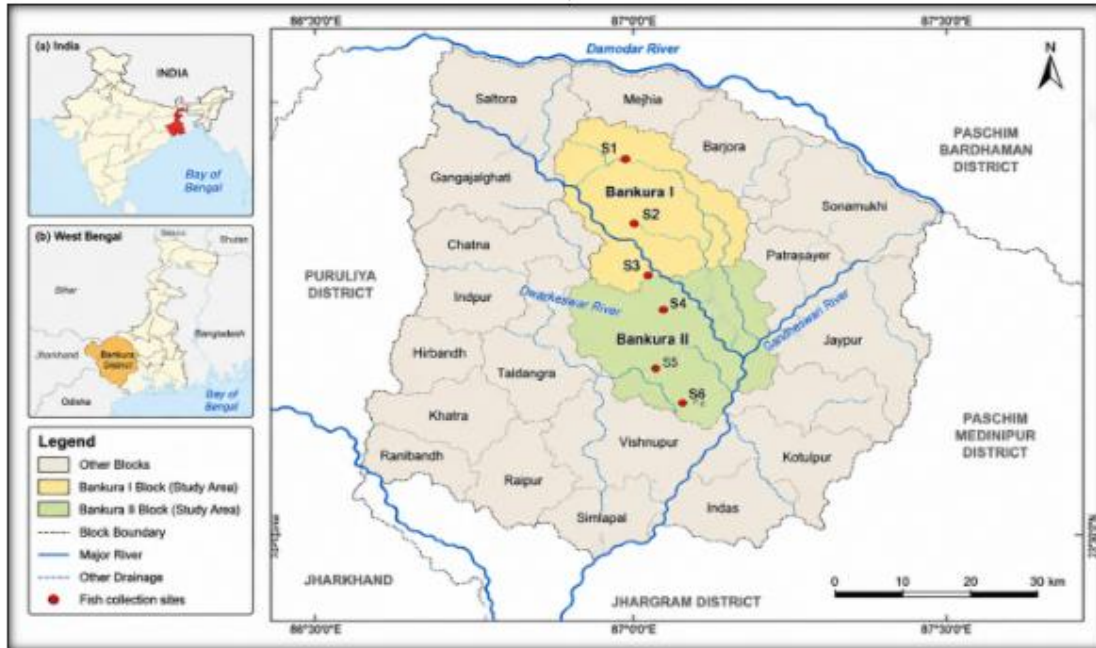 86°30'0"E
87°0'0"E
87°30'0"E
(a) India
INDIA
Bay of
Bengal
(b) West Bengal
Bhutan
Bihar
Bangladesh
Jharkhand
Bankura
District
Odisha
Bay of
Bengal
Legend
Other Blocks
Bankura I Block (Study Area)
Bankura II Block (Study Area)
Block Boundary
Major River
Other Drainage
Fish collection sites
Damodar River
N
Saltora
Mejhia
Barjora
PASCHIM
BARDHAMAN
DISTRICT
S1
Gangajalghati
Bankura I
Sonamukhi
S2
Chatna
Patrasayer
PURULIYA
DISTRICT
S3
Indpur
Dwarkeswar River
S4
Gandheswari River
Bankura II
Jaypur
Hirbandh
Taldangra
S5
S6
Khatra
Vishnupur
PASCHIM
MEDINIPUR
DISTRICT
Ranibandh
Kotulpur
Raipur
Simlapal
Indas
JHARKHAND
JHARGRAM DISTRICT
0 10 20 30 km
86°30'0"E
87°0'0"E
87°30'0"E